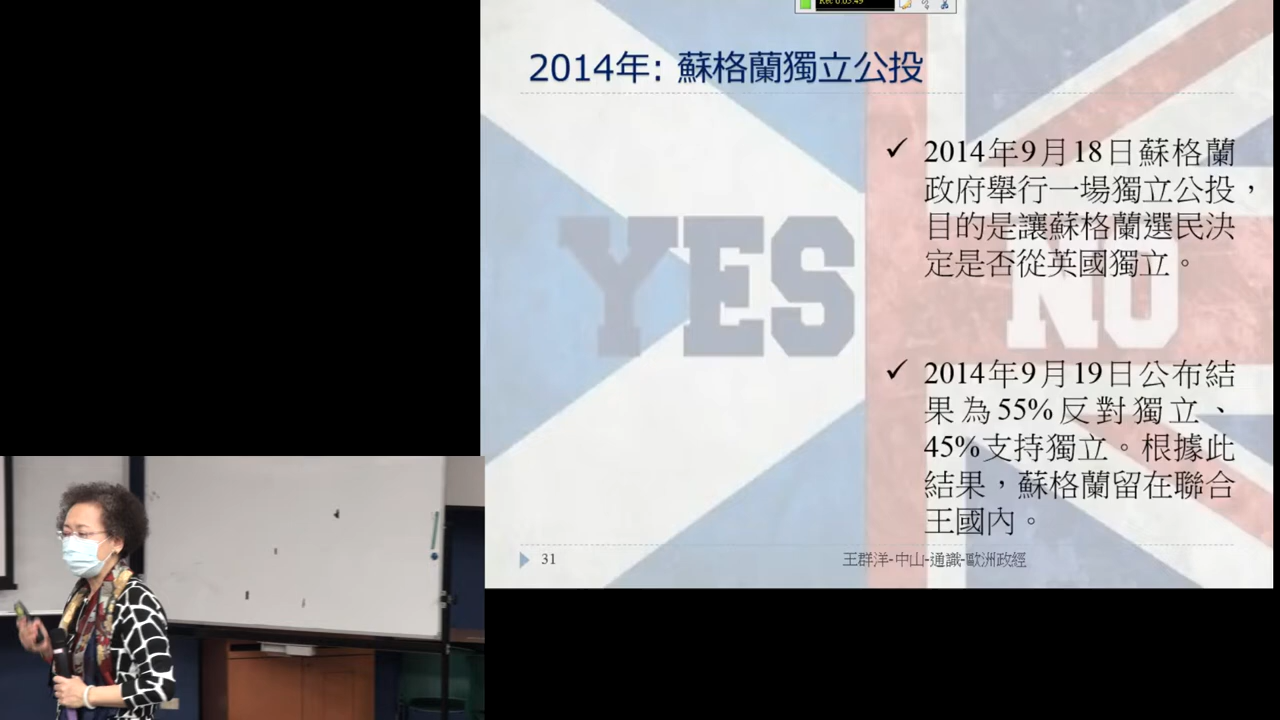 Rec 0:03:49
2014年: 蘇格蘭獨立公投
YES
NO
✓ 2014年9月18日蘇格蘭
政府舉行一場獨立公投，
目的是讓蘇格蘭選民決
定是否從英國獨立。
✓ 2014年9月19日公布結
果為55%反對獨立、
45%支持獨立。根據此
結果，蘇格蘭留在聯合
王國內。
31
王群洋-中山-通識-歐洲政經